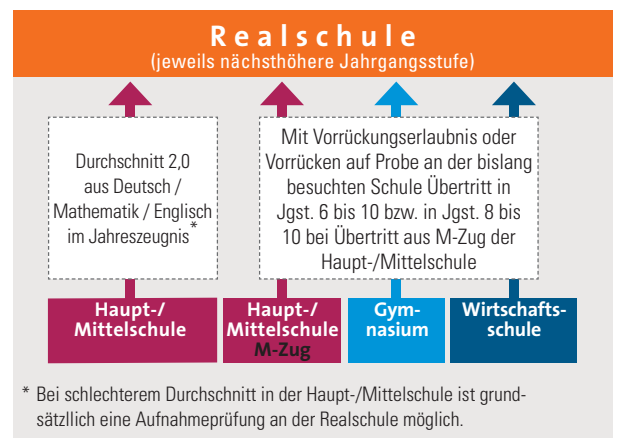 Realschule
(jeweils nächsthöhere Jahrgangsstufe)
Durchschnitt 2,0
aus Deutsch /
Mathematik / Englisch
im Jahreszeugnis*
Mit Vorrückungserlaubnis oder
Vorrücken auf Probe an der bislang
besuchten Schule Übertritt in
Jgst. 6 bis 10 bzw. in Jgst. 8 bis
10 bei Übertritt aus M-Zug der
Haupt-/Mittelschule
Haupt-/
Mittelschule
Haupt-/
Mittelschule
M-Zug
Gym-
nasium
Wirtschafts-
schule
* Bei schlechterem Durchschnitt in der Haupt-/Mittelschule ist grund-
sätzllich eine Aufnahmeprüfung an der Realschule möglich.